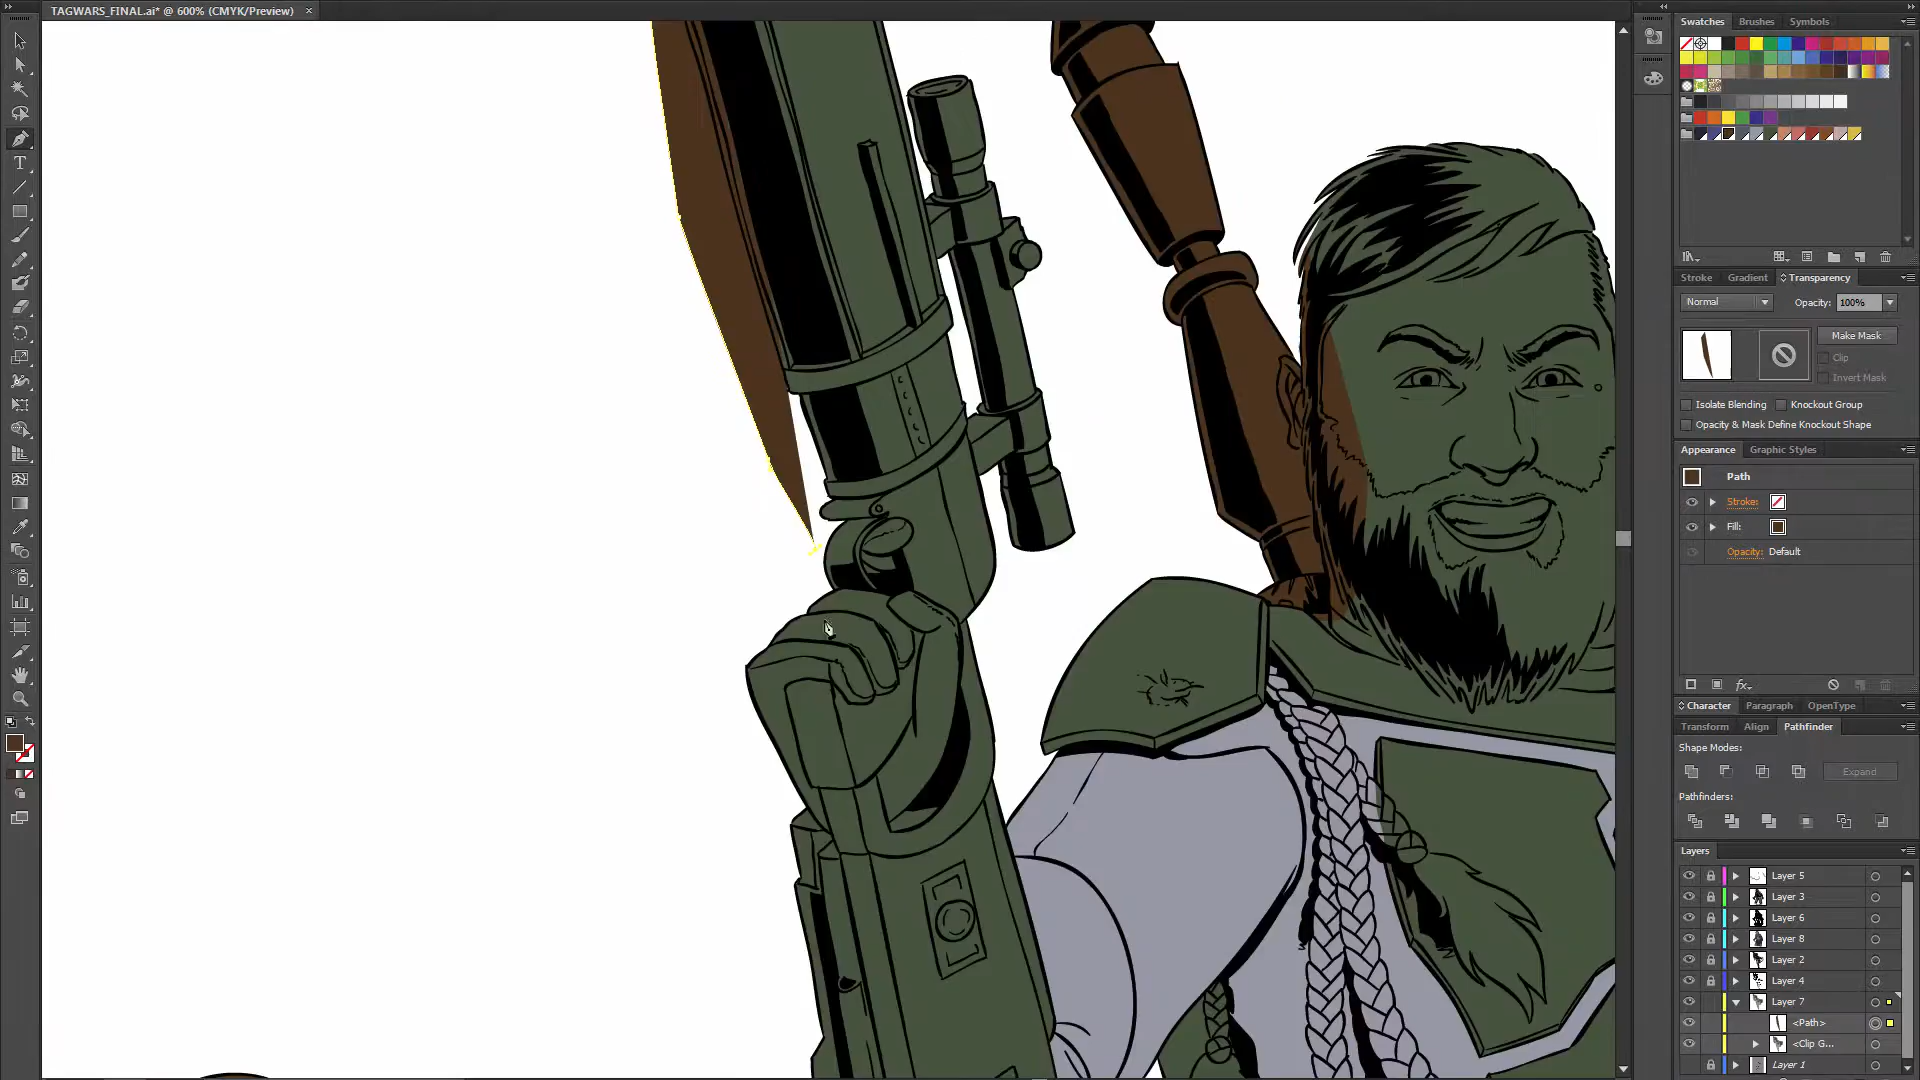 TAGWARS_FINAL.ai* @ 600% (CMYK/Preview)
Swatches Brushes Symbols
Stroke Gradient Transparency
Normal Opacity: 100%
Make Mask
Clip
Invert Mask
Isolate Blending Knockout Group
Opacity & Mask Define Knockout Shape
Appearance Graphic Styles
Path
Stroke:
Fill:
Opacity: Default
fx
Character Paragraph OpenType
Transform Align Pathfinder
Shape Modes:
Expand
Pathfinders:
Layers
Layer 5
Layer 3
Layer 6
Layer 8
Layer 2
Layer 4
Layer 7
<Path>
<Clip G...
Layer 1